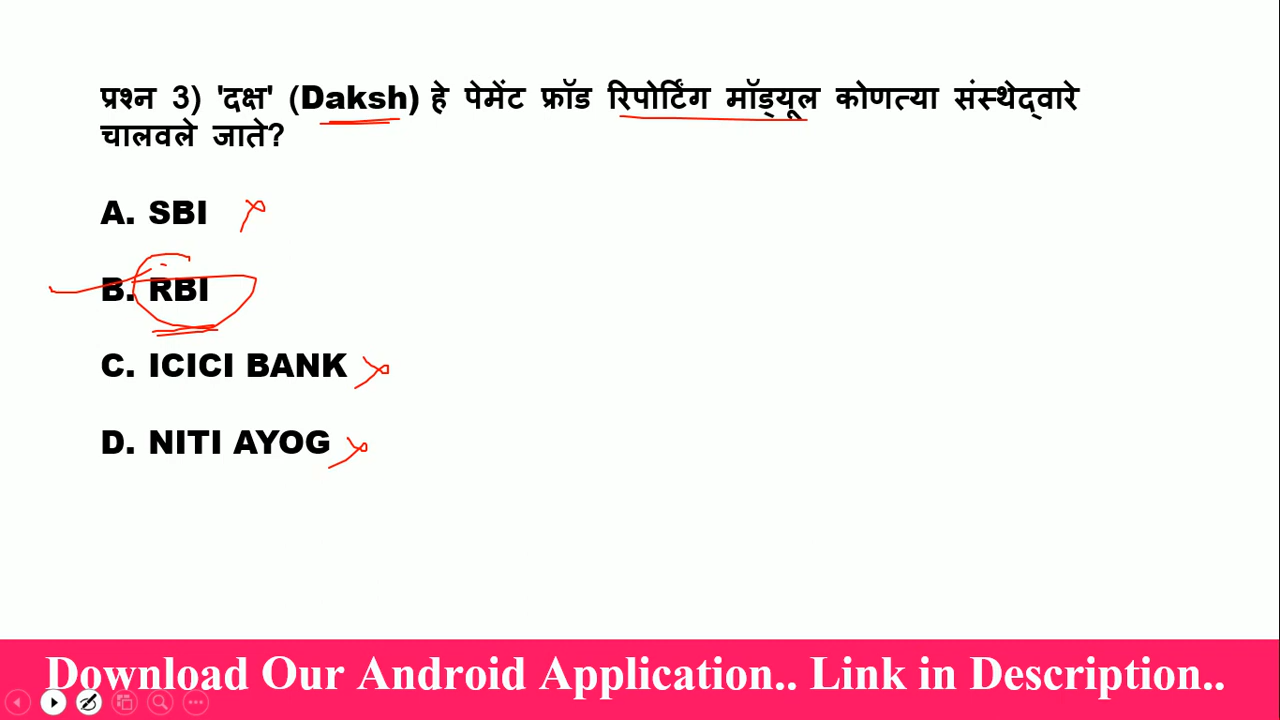 प्रश्न 3) 'दक्ष' (Daksh) हे पेमेंट फ्रॉड रिपोर्टिंग मॉड्यूल कोणत्या संस्थेद्वारे
चालवले जाते?
A. SBI
B. RBI
C. ICICI BANK
D. NITI AYOG
Download Our Android Application.. Link in Description..